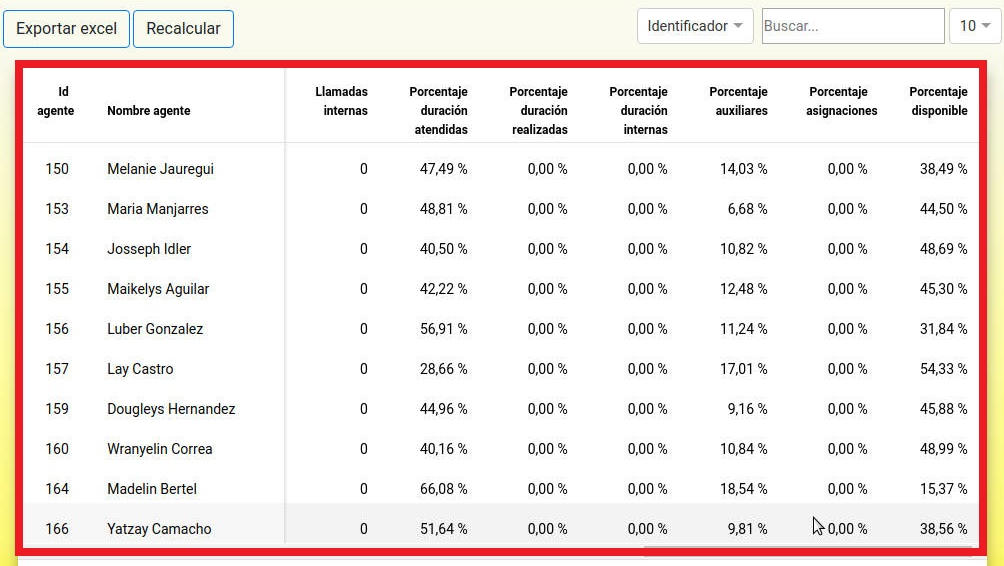 Exportar excel Recalcular Identificador Buscar... 10
Id agente Nombre agente Llamadas internas Porcentaje duración atendidas Porcentaje duración realizadas Porcentaje duración internas Porcentaje auxiliares Porcentaje asignaciones Porcentaje disponible
150 Melanie Jauregui 0 47,49 % 0,00 % 0,00 % 14,03 % 0,00 % 38,49 %
153 Maria Manjarres 0 48,81 % 0,00 % 0,00 % 6,68 % 0,00 % 44,50 %
154 Josseph Idler 0 40,50 % 0,00 % 0,00 % 10,82 % 0,00 % 48,69 %
155 Maikelys Aguilar 0 42,22 % 0,00 % 0,00 % 12,48 % 0,00 % 45,30 %
156 Luber Gonzalez 0 56,91 % 0,00 % 0,00 % 11,24 % 0,00 % 31,84 %
157 Lay Castro 0 28,66 % 0,00 % 0,00 % 17,01 % 0,00 % 54,33 %
159 Dougleys Hernandez 0 44,96 % 0,00 % 0,00 % 9,16 % 0,00 % 45,88 %
160 Wranyelin Correa 0 40,16 % 0,00 % 0,00 % 10,84 % 0,00 % 48,99 %
164 Madelin Bertel 0 66,08 % 0,00 % 0,00 % 18,54 % 0,00 % 15,37 %
166 Yatzay Camacho 0 51,64 % 0,00 % 0,00 % 9,81 % 0,00 % 38,56 %